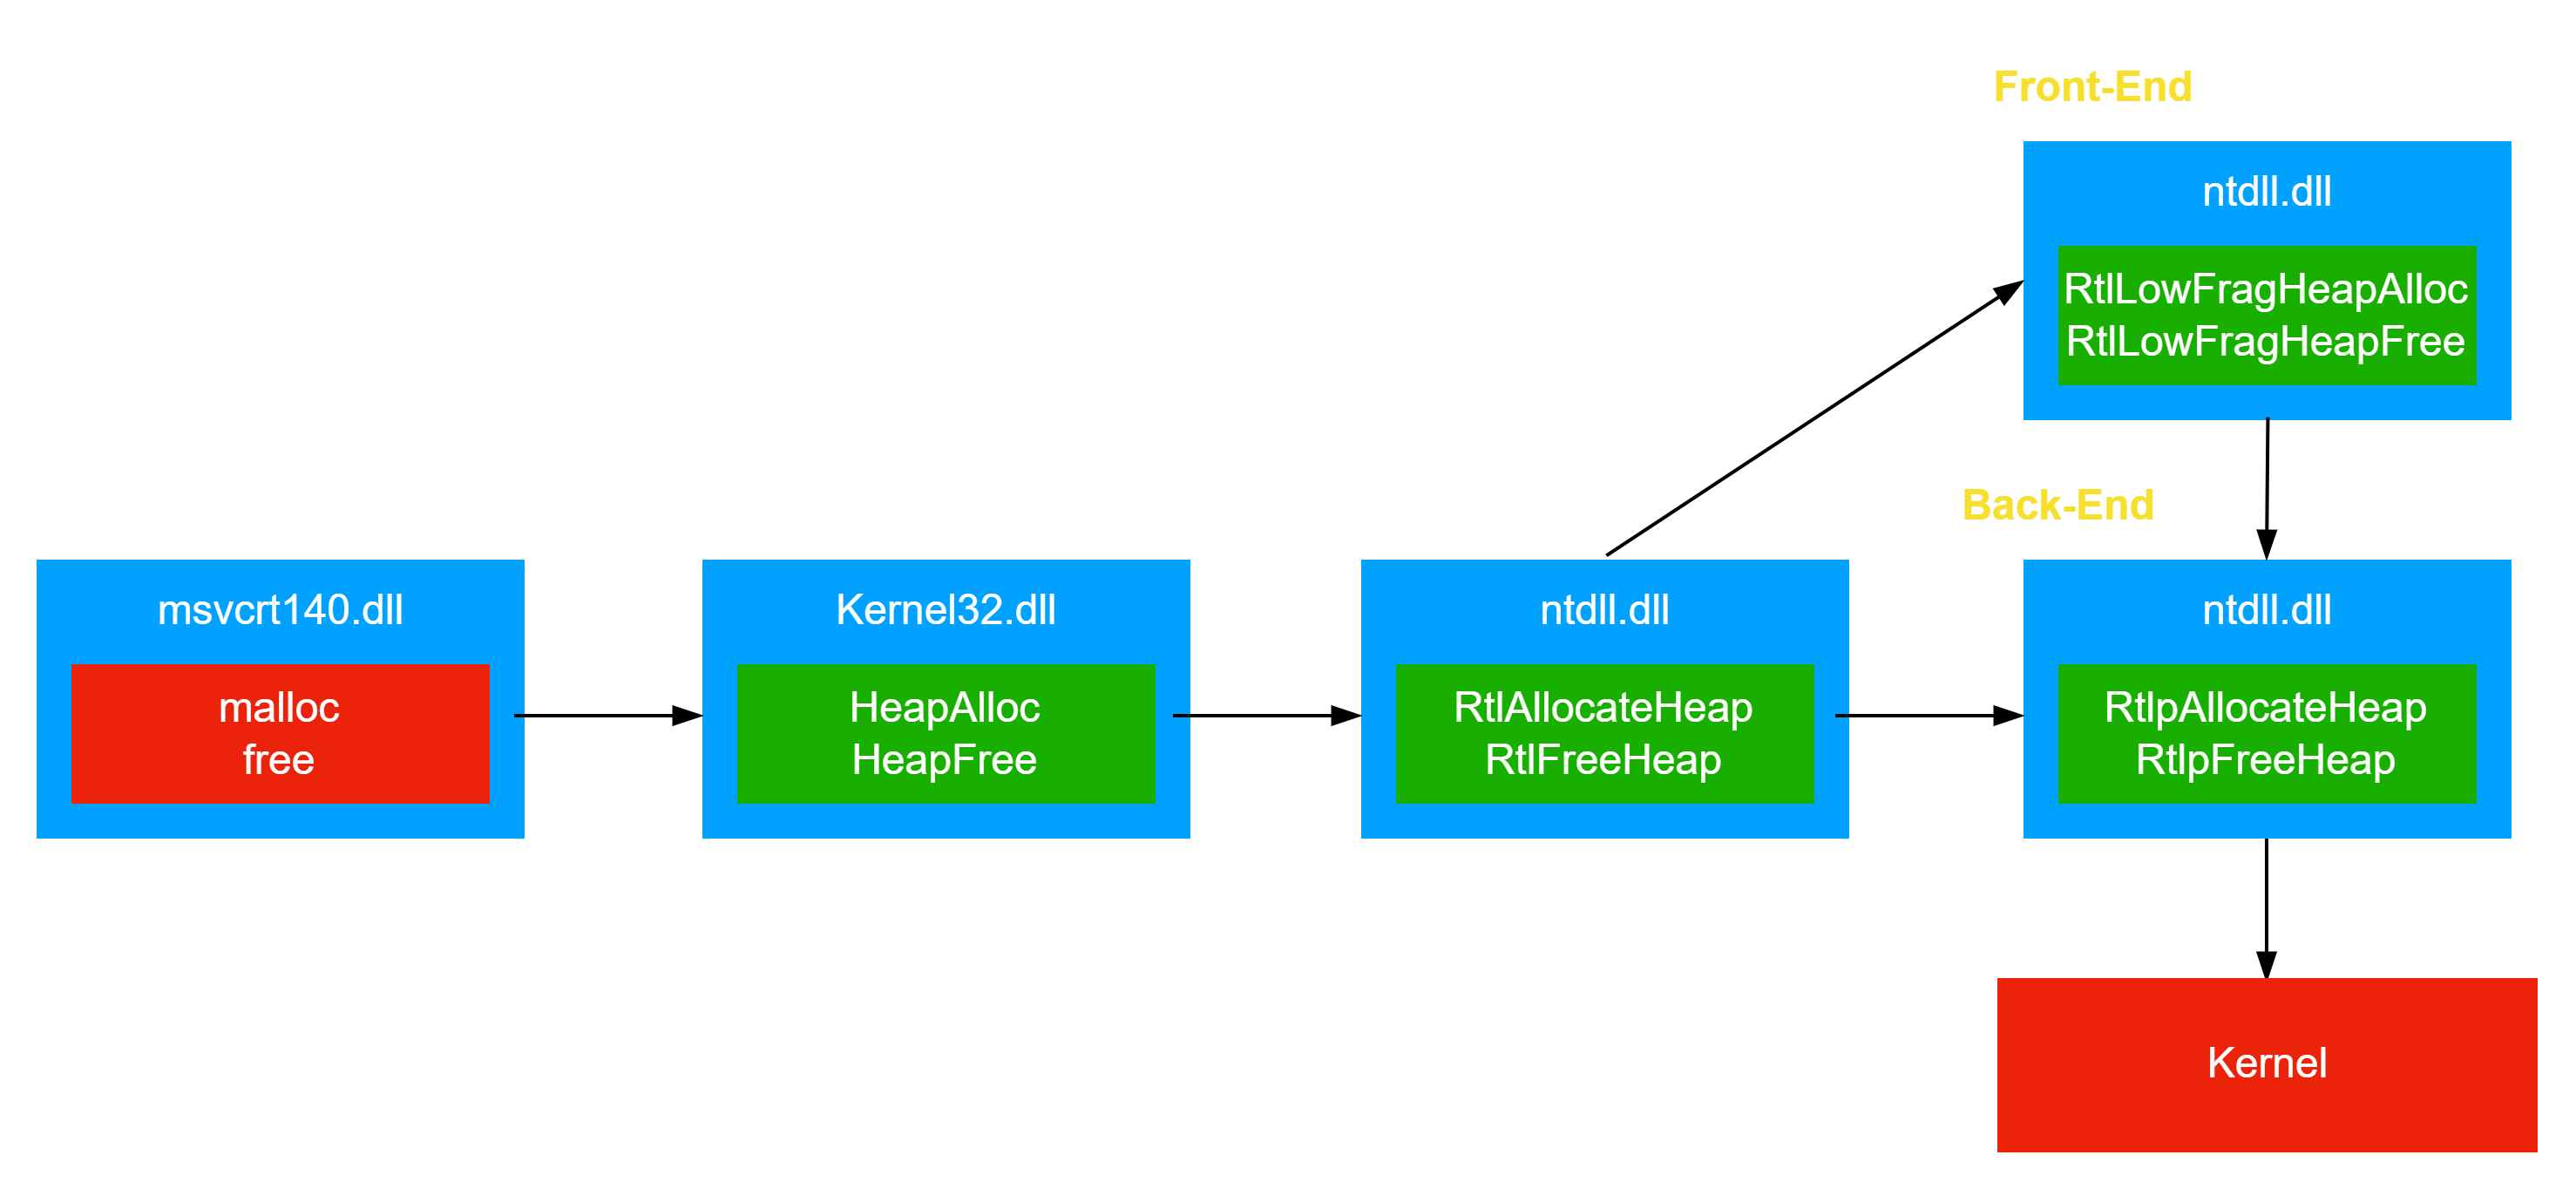 Front-End
ntdll.dll
RtlLowFragHeapAlloc
RtlLowFragHeapFree
Back-End
msvcrt140.dll
malloc
free
Kernel32.dll
HeapAlloc
HeapFree
ntdll.dll
RtlAllocateHeap
RtlFreeHeap
ntdll.dll
RtlpAllocateHeap
RtlpFreeHeap
Kernel